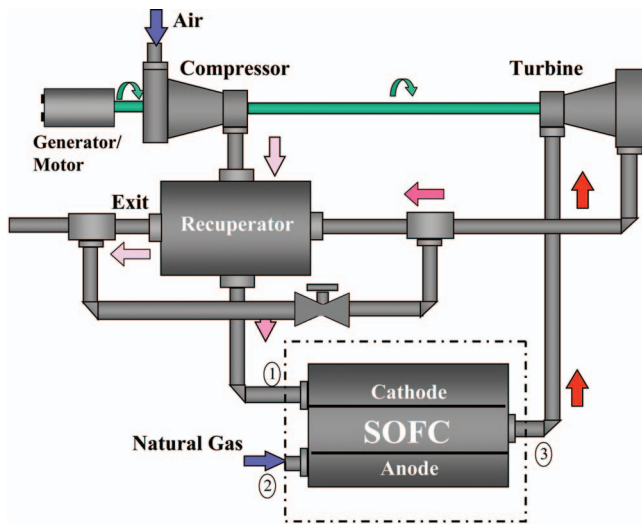 Air
Compressor
Turbine
Generator/
Motor
Exit
Recuperator
1
Cathode
Natural Gas
SOFC
3
2
Anode